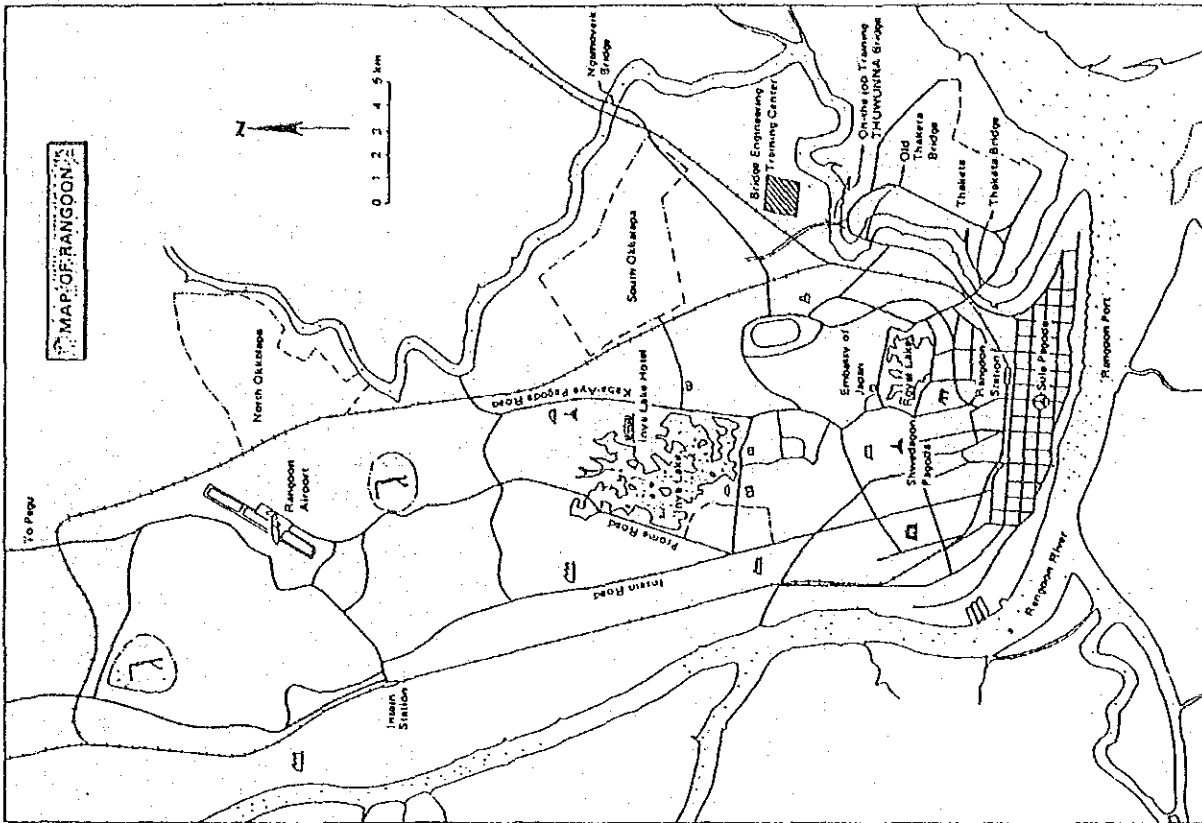 MAP OF RANGOON
N
0 1 2 3 4 5 km
To Pegu
North Okkalapa
Rangoon
Airport
Insein
Station
Ngamoyeik
Bridge
South Okkalapa
Kaba-Aye Pagoda Road
Inya Lake Hotel
Inya Lake
Prome Road
Insein Road
Bridge Engineering
Training Center
On-the-job Training
THUWUNNA Bridge
Old
Thaketa
Bridge
Thaketa
Thaketa Bridge
Embassy of
Japan
Royal Lake
Rangoon
Station
Shwedagon
Pagoda
Sule Pagoda
Rangoon Port
Rangoon River